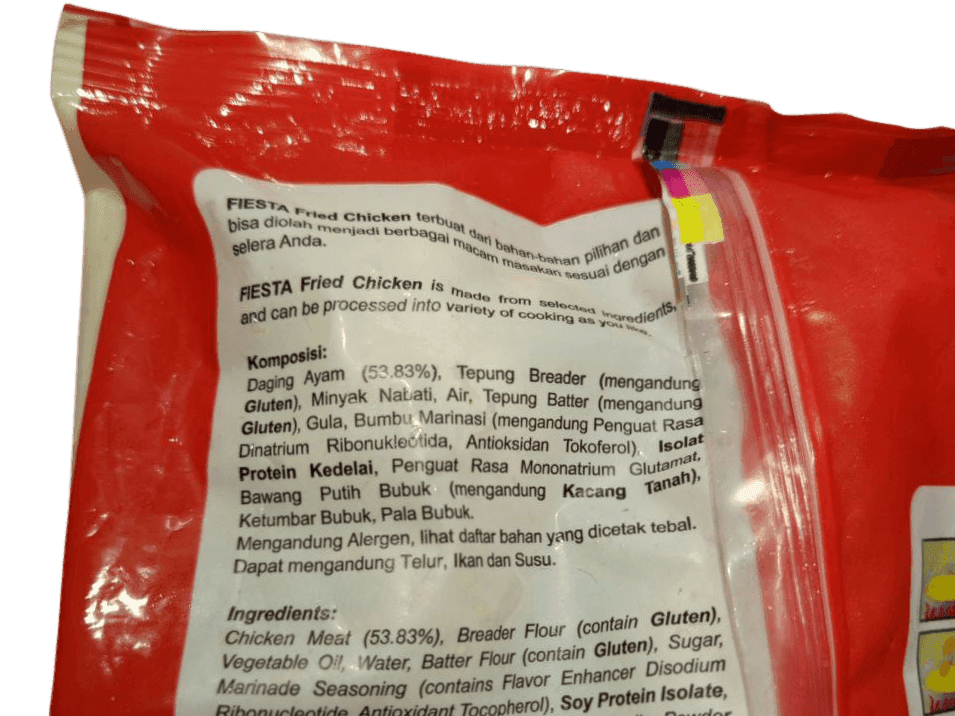 FIESTA Fried Chicken terbuat dari bahan-bahan pilihan dan
bisa diolah menjadi berbagai macam masakan sesuai dengan
selera Anda.
FIESTA Fried Chicken is made from selected ingredients,
and can be processed into variety of cooking as you like.
Komposisi:
Daging Ayam (53.83%), Tepung Breader (mengandung
Gluten), Minyak Nabati, Air, Tepung Batter (mengandung
Gluten), Gula, Bumbu Marinasi (mengandung Penguat Rasa
Dinatrium Ribonukleotida, Antioksidan Tokoferol), Isolat
Protein Kedelai, Penguat Rasa Mononatrium Glutamat,
Bawang Putih Bubuk (mengandung Kacang Tanah),
Ketumbar Bubuk, Pala Bubuk.
Mengandung Alergen, lihat daftar bahan yang dicetak tebal.
Dapat mengandung Telur, Ikan dan Susu.
Ingredients:
Chicken Meat (53.83%), Breader Flour (contain Gluten),
Vegetable Oil, Water, Batter Flour (contain Gluten), Sugar,
Marinade Seasoning (contains Flavor Enhancer Disodium
Ribonucleotide, Antioxidant Tocopherol), Soy Protein Isolate,
Powder